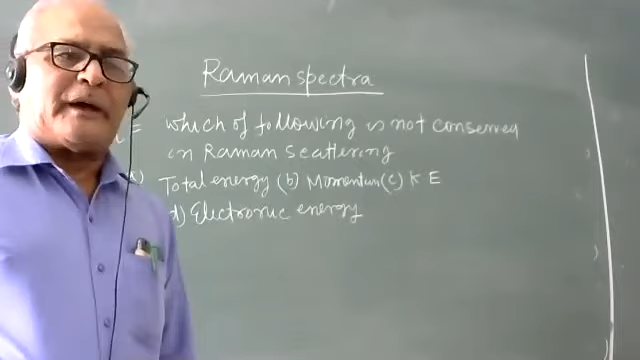 Raman spectra
= which of following is not conserved
in Raman scattering
) Total energy (b) Momentum (c) K E
d) Electronic energy